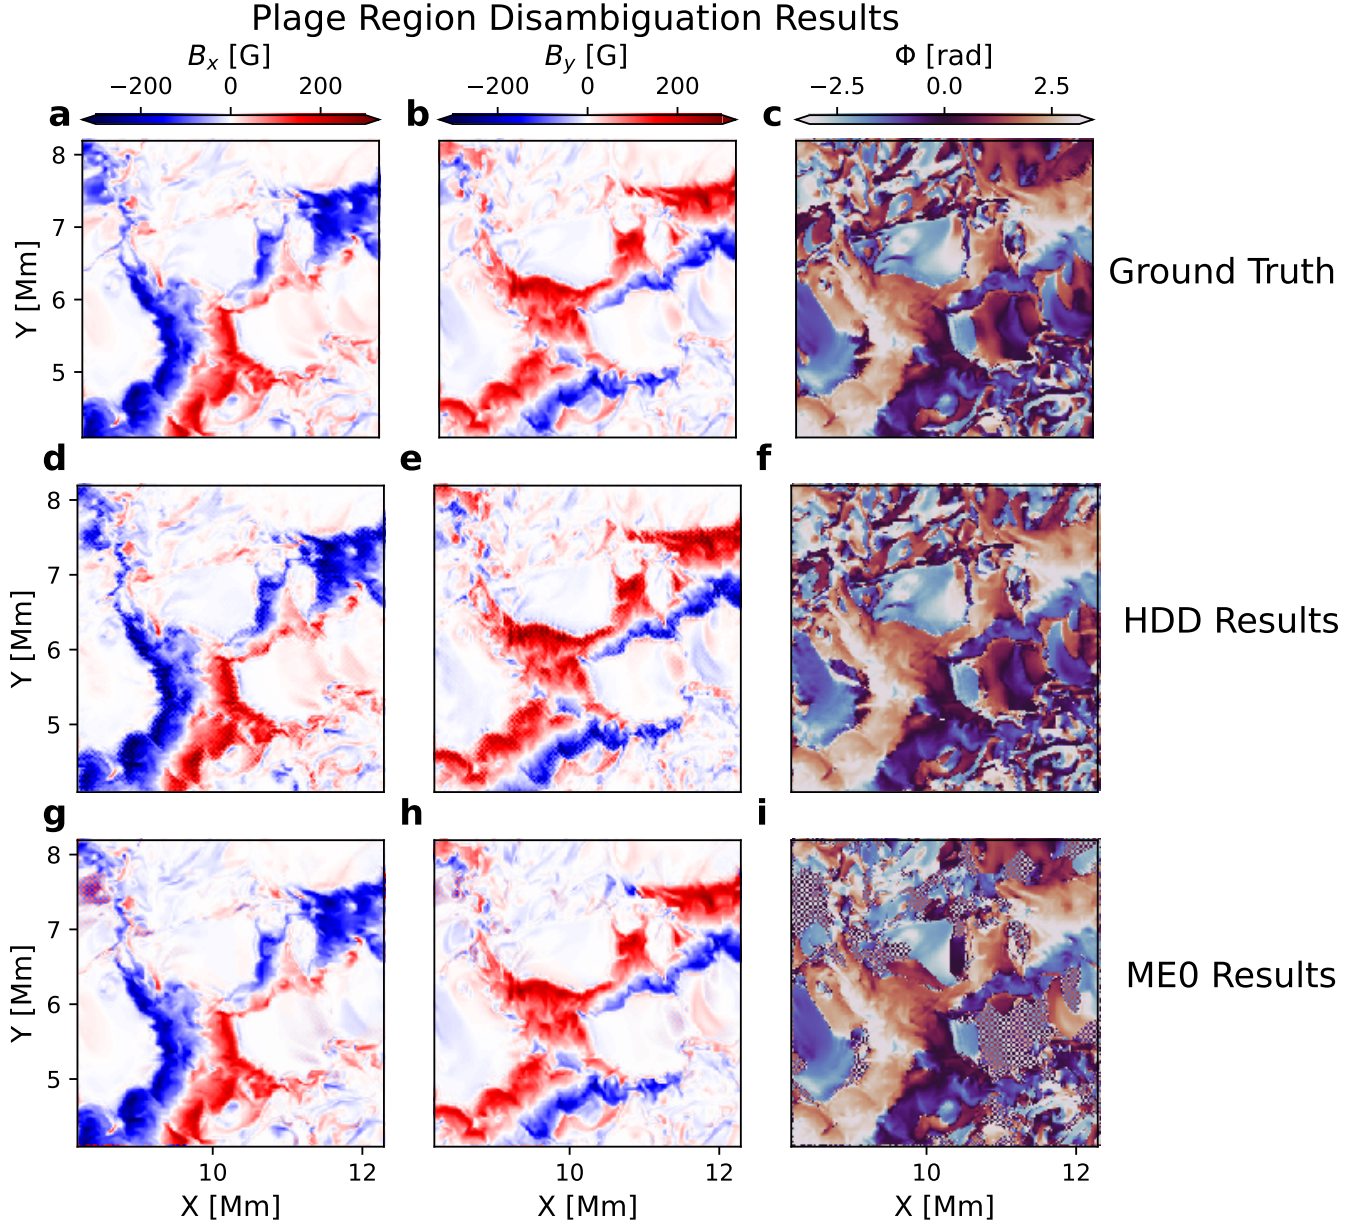 Plage Region Disambiguation Results
Bx [G]
By [G]
Φ [rad]
−200 0 200
−200 0 200
−2.5 0.0 2.5
a
b
c
8
7
6
5
Y [Mm]
Ground Truth
d
e
f
8
7
6
5
Y [Mm]
HDD Results
g
h
i
8
7
6
5
Y [Mm]
ME0 Results
10 12
10 12
10 12
X [Mm]
X [Mm]
X [Mm]